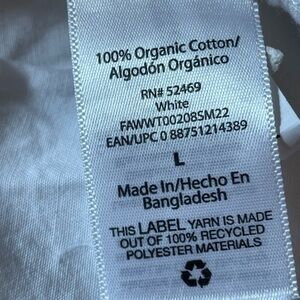 100% Organic Cotton/
Algodón Orgánico
RN# 52469
White
FAWWT00208SM22
EAN/UPC 0 88751214389
L
Made In/Hecho En
Bangladesh
THIS LABEL YARN IS MADE
OUT OF 100% RECYCLED
POLYESTER MATERIALS